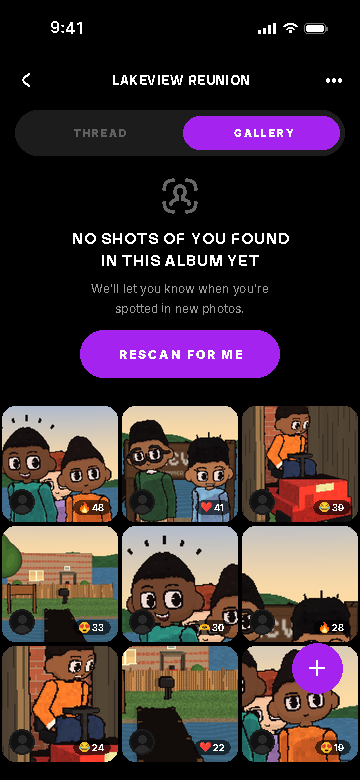 9:41
LAKEVIEW REUNION
THREAD
GALLERY
NO SHOTS OF YOU FOUND
IN THIS ALBUM YET
We'll let you know when you're
spotted in new photos.
RESCAN FOR ME
🔥48
❤️41
😂39
😍33
😂30
🔥28
😂24
❤️22
😍19